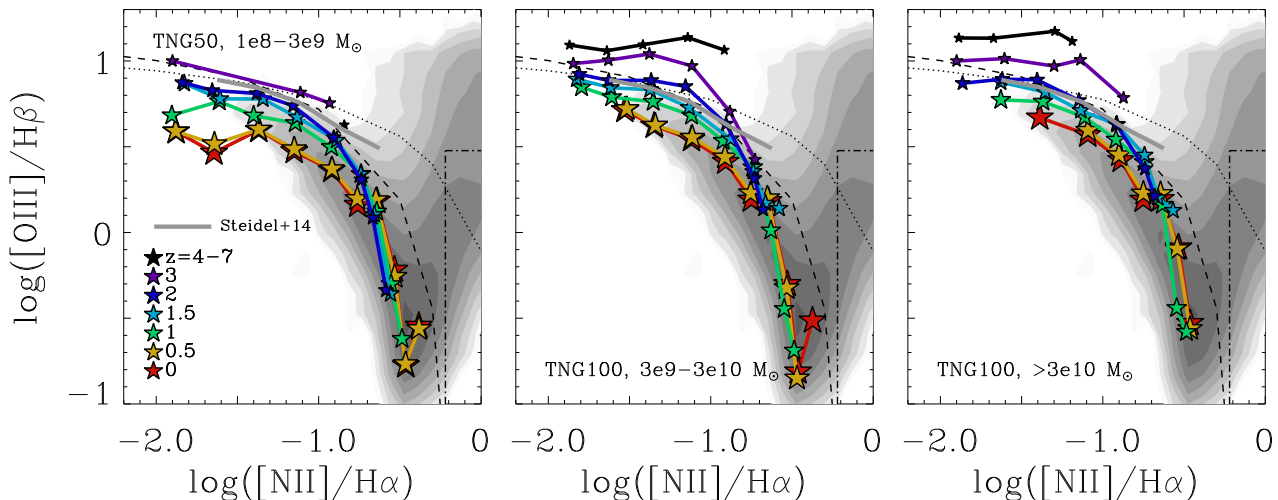 log([OIII]/Hβ)
1
0
−1
TNG50, 1e8−3e9 M⊙
Steidel+14
z=4−7
3
2
1.5
1
0.5
0
TNG100, 3e9−3e10 M⊙
TNG100, >3e10 M⊙
−2.0 −1.0 0
−2.0 −1.0 0
−2.0 −1.0 0
log([NII]/Hα)
log([NII]/Hα)
log([NII]/Hα)